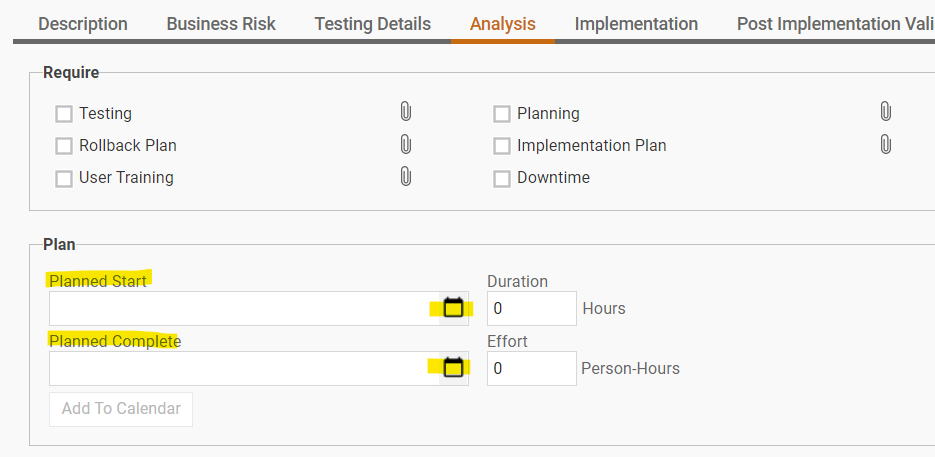 Description Business Risk Testing Details Analysis Implementation Post Implementation Vali
Require
Testing Planning
Rollback Plan Implementation Plan
User Training Downtime
Plan
Planned Start Duration
0 Hours
Planned Complete Effort
0 Person-Hours
Add To Calendar